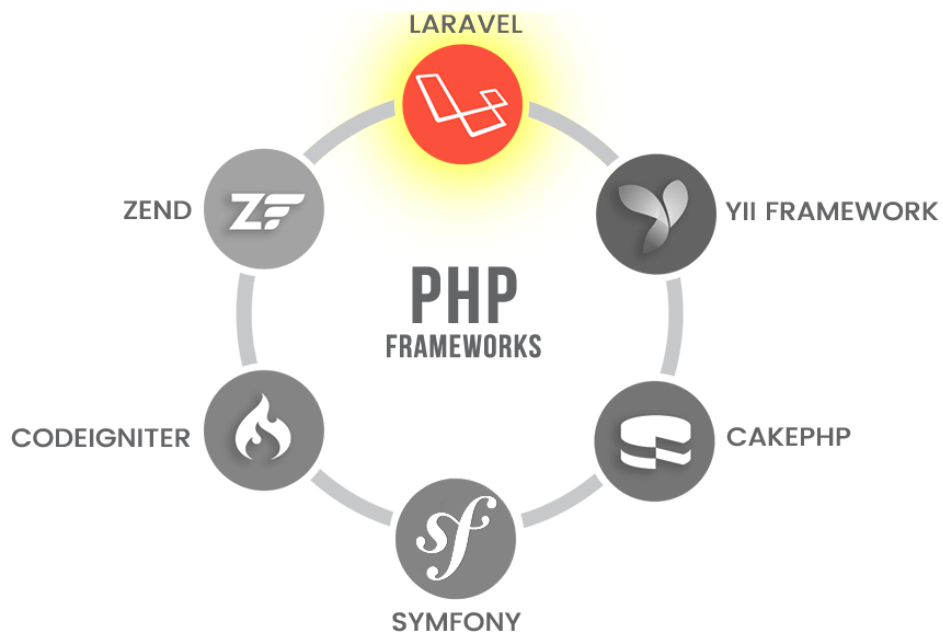 LARAVEL
ZEND
YII FRAMEWORK
PHP
FRAMEWORKS
CODEIGNITER
CAKEPHP
SYMFONY